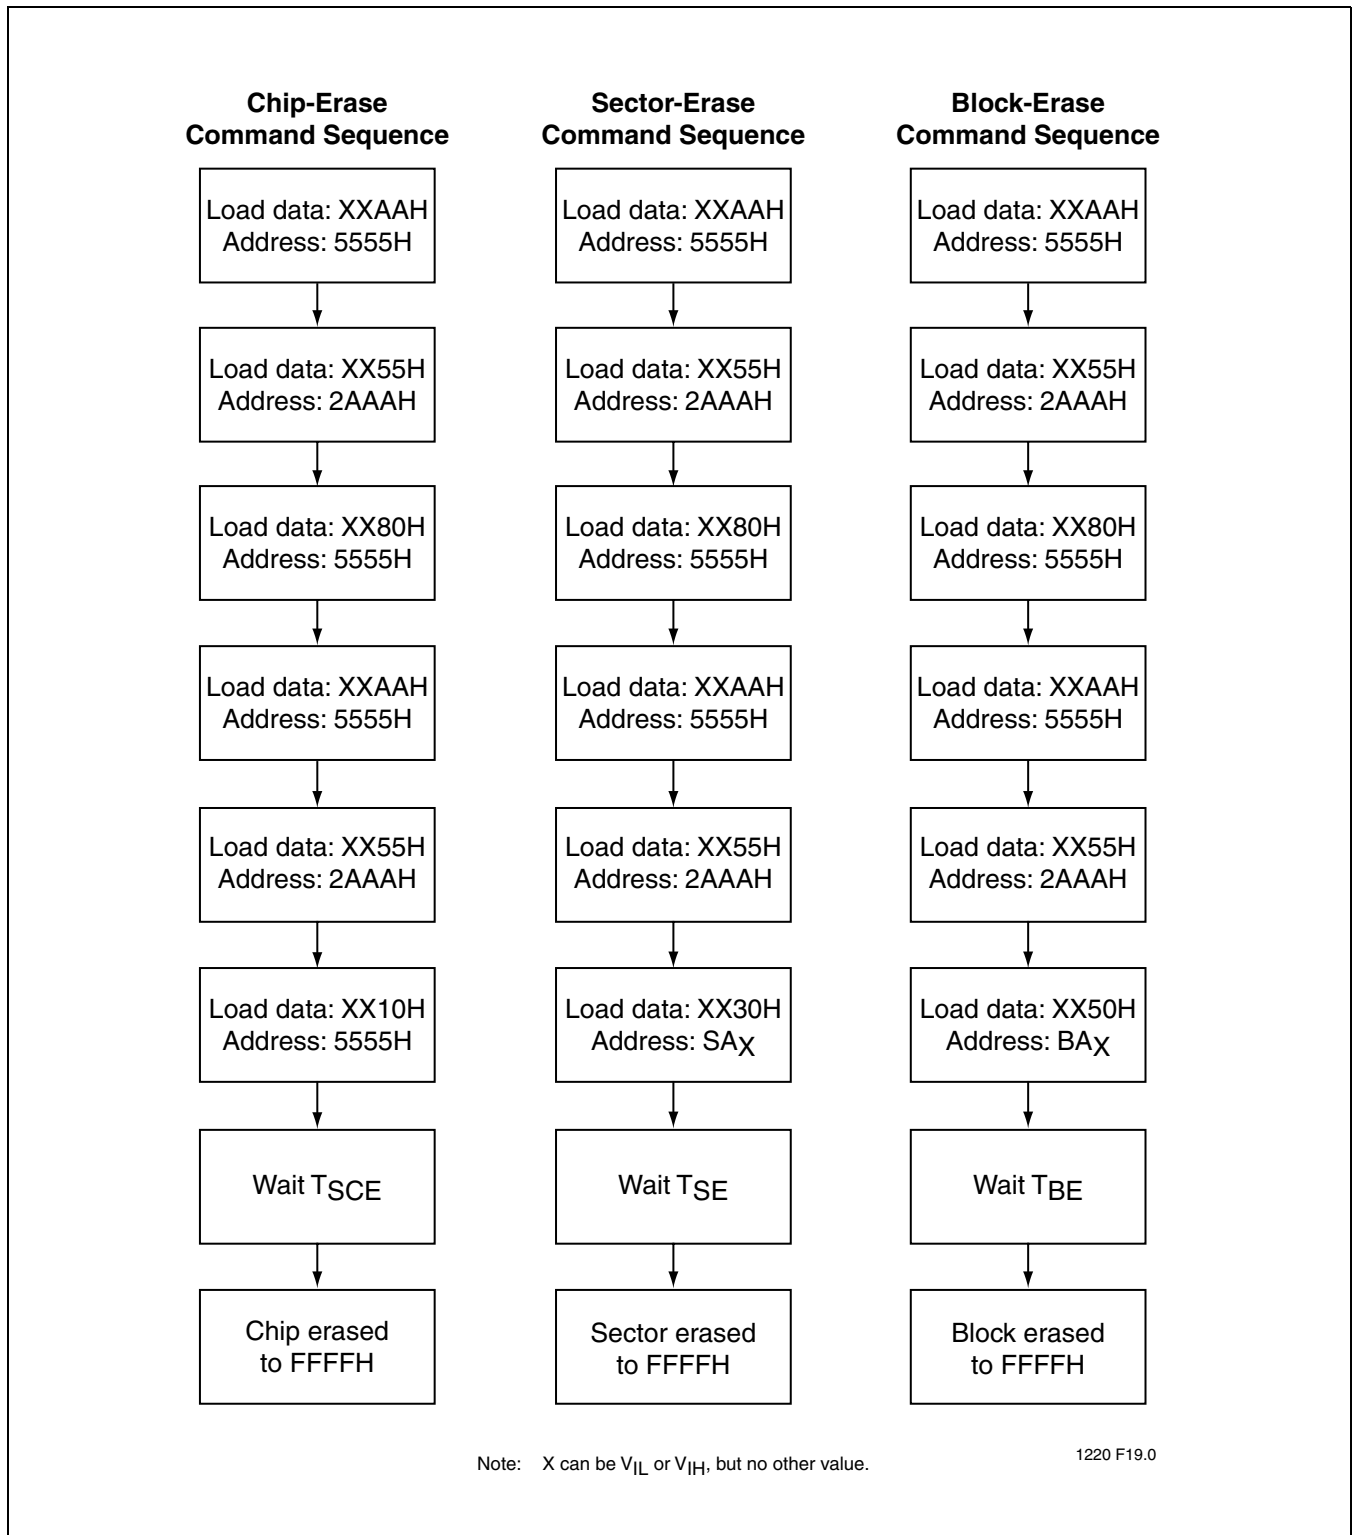 Chip-Erase
Command Sequence
Load data: XXAAH
Address: 5555H
Load data: XX55H
Address: 2AAAH
Load data: XX80H
Address: 5555H
Load data: XXAAH
Address: 5555H
Load data: XX55H
Address: 2AAAH
Load data: XX10H
Address: 5555H
Wait TSCE
Chip erased
to FFFFH
Sector-Erase
Command Sequence
Load data: XXAAH
Address: 5555H
Load data: XX55H
Address: 2AAAH
Load data: XX80H
Address: 5555H
Load data: XXAAH
Address: 5555H
Load data: XX55H
Address: 2AAAH
Load data: XX30H
Address: SAX
Wait TSE
Sector erased
to FFFFH
Block-Erase
Command Sequence
Load data: XXAAH
Address: 5555H
Load data: XX55H
Address: 2AAAH
Load data: XX80H
Address: 5555H
Load data: XXAAH
Address: 5555H
Load data: XX55H
Address: 2AAAH
Load data: XX50H
Address: BAX
Wait TBE
Block erased
to FFFFH
Note: X can be VIL or VIH, but no other value.
1220 F19.0